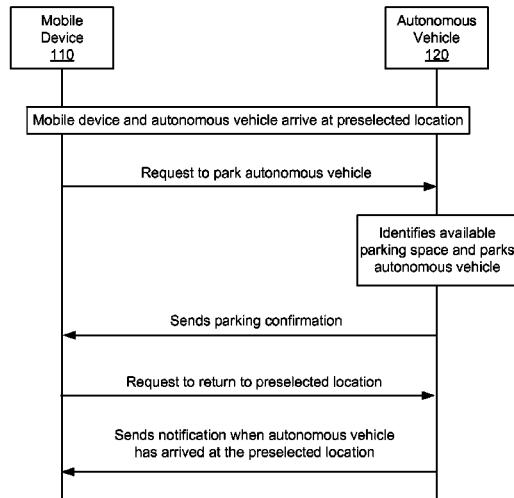 Mobile
Device
110
Autonomous
Vehicle
120
Mobile device and autonomous vehicle arrive at preselected location
Request to park autonomous vehicle
Identifies available
parking space and parks
autonomous vehicle
Sends parking confirmation
Request to return to preselected location
Sends notification when autonomous vehicle
has arrived at the preselected location